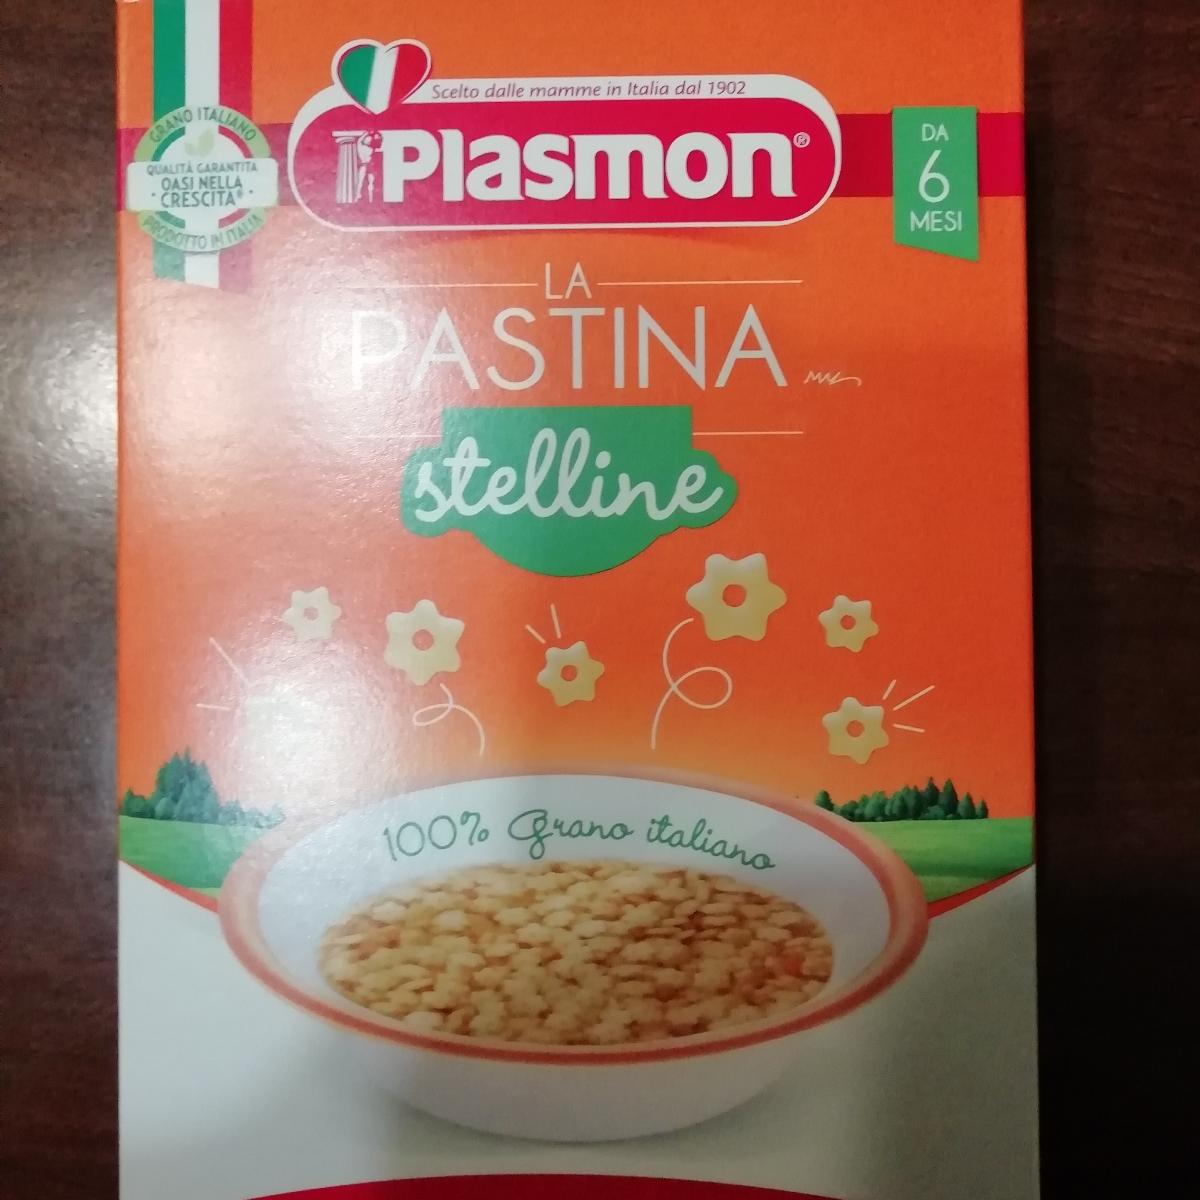 Scelto dalle mamme in Italia dal 1902
Plasmon®
GRANO ITALIANO
QUALITÀ GARANTITA
OASI NELLA
CRESCITA®
PRODOTTO IN ITALIA
DA
6
MESI
LA
PASTINA
stelline
100% Grano italiano